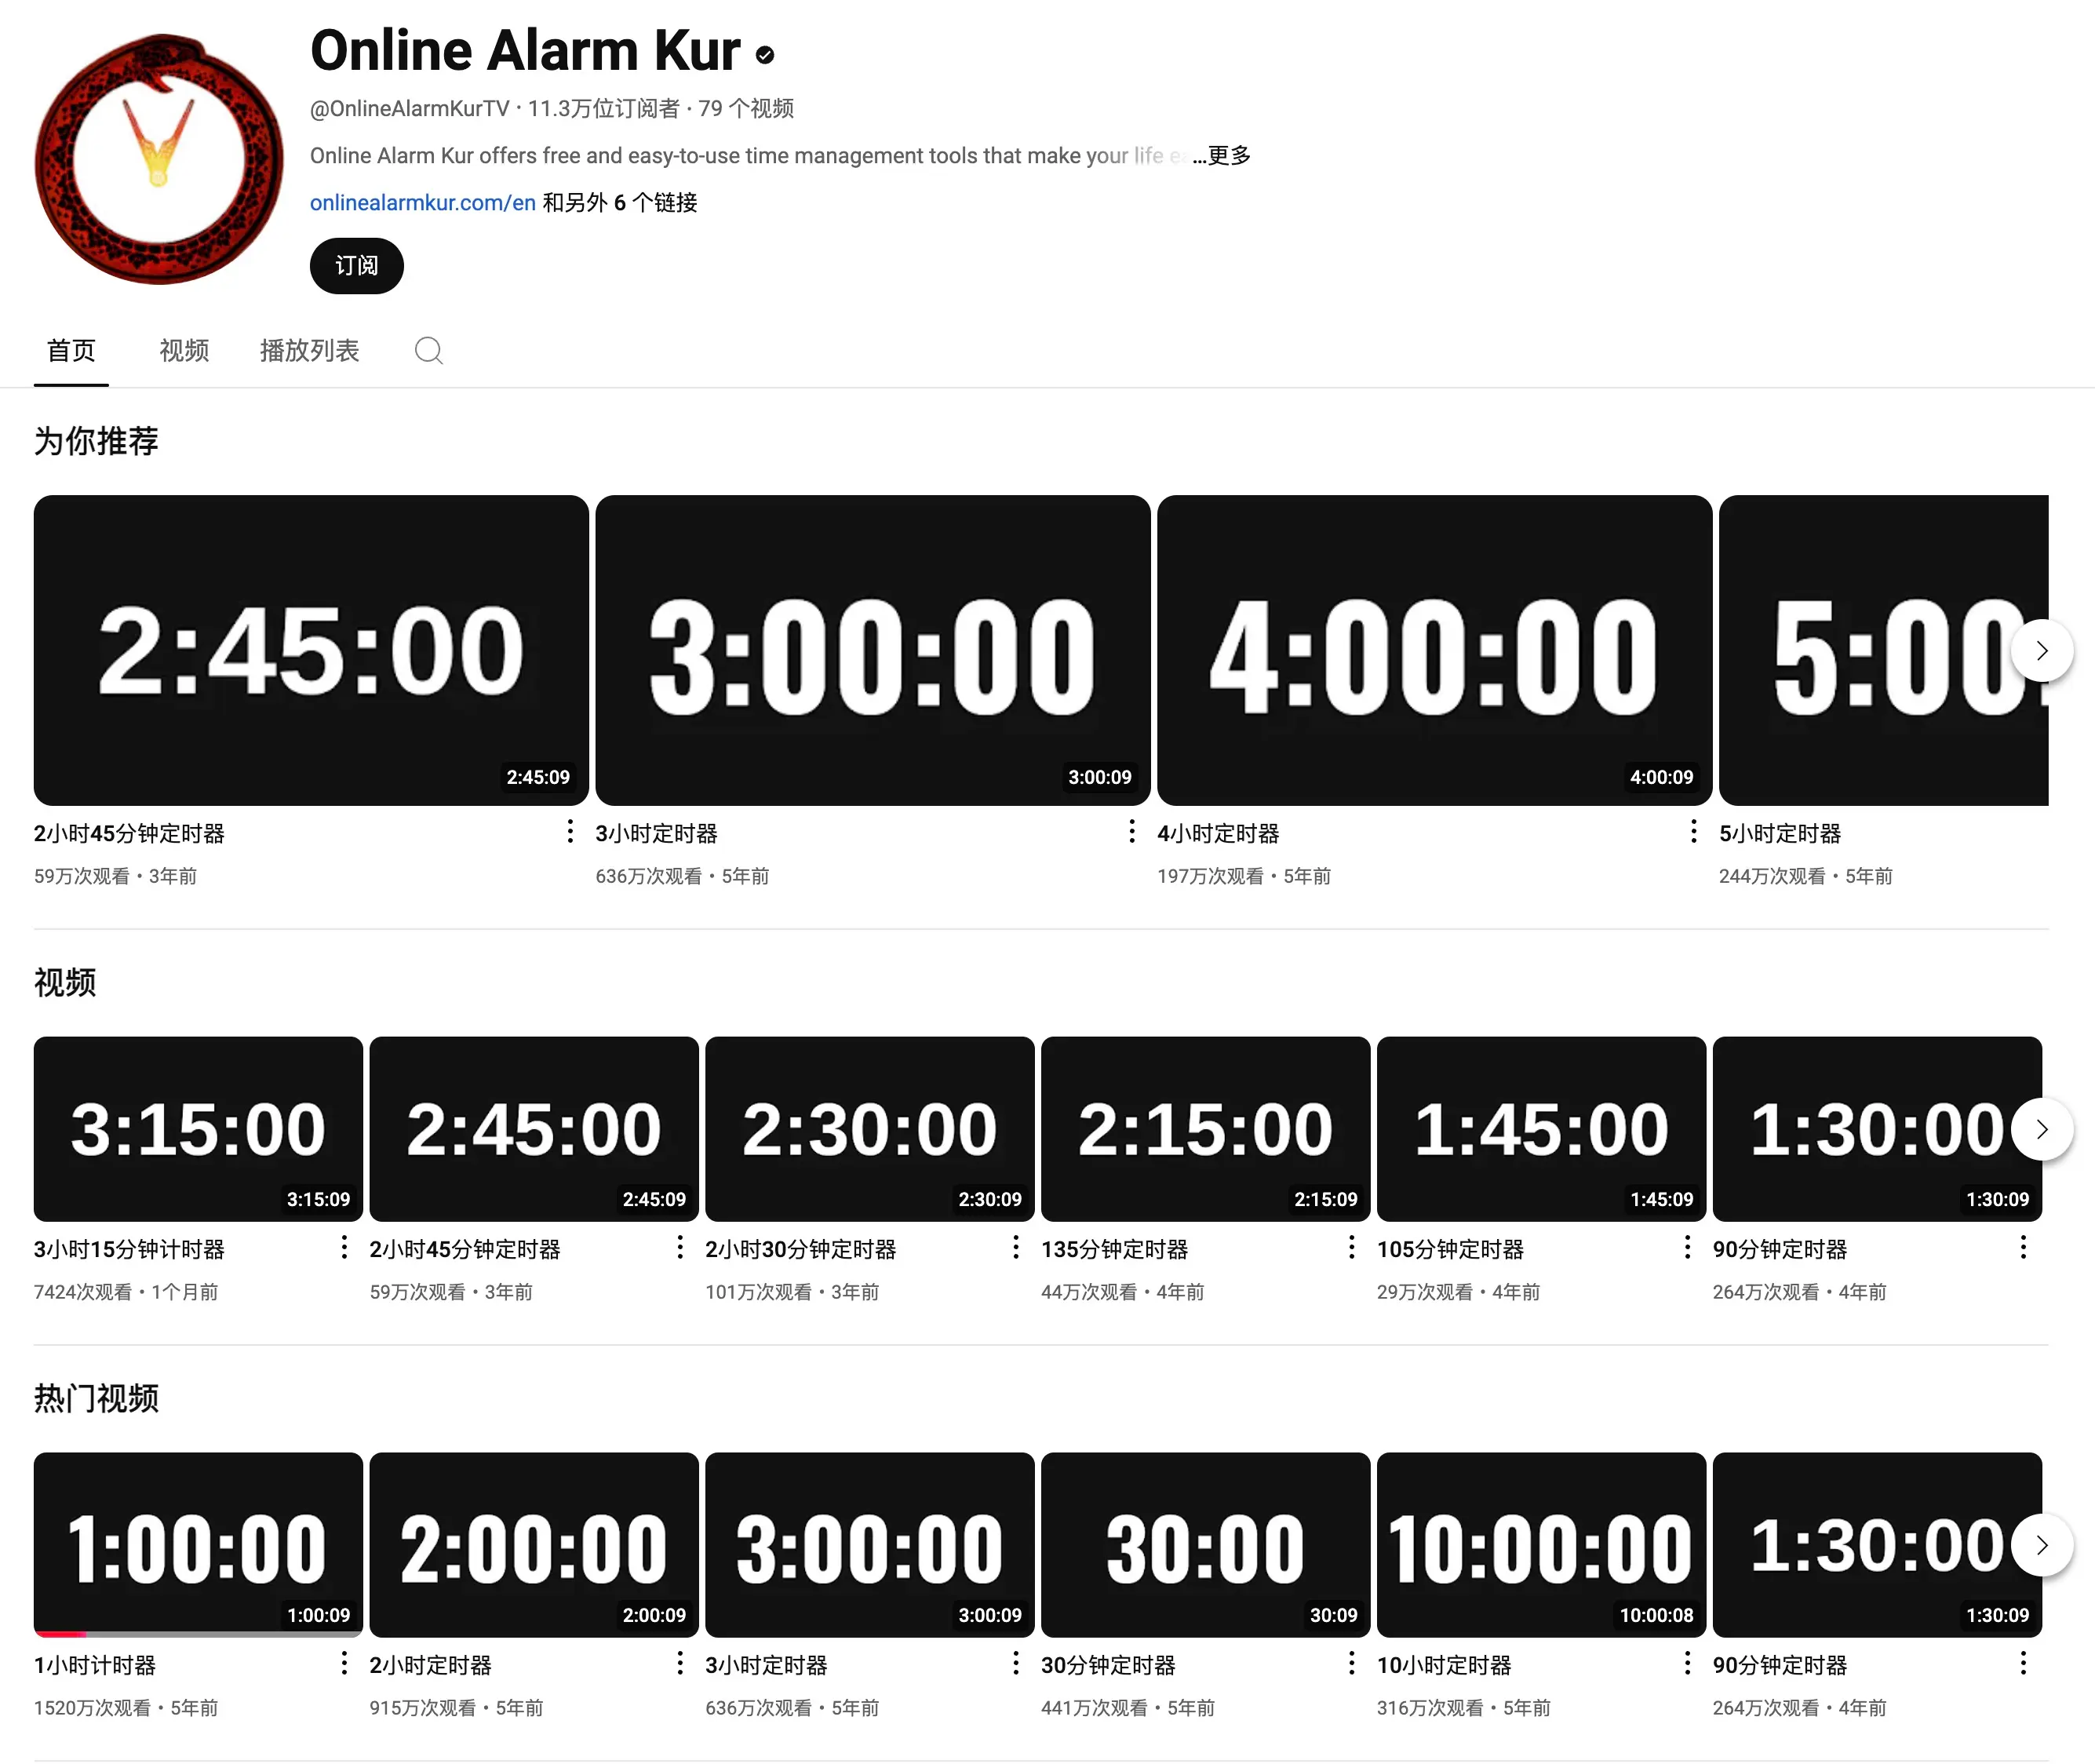 Online Alarm Kur
@OnlineAlarmKurTV · 11.3万位订阅者 · 79 个视频
Online Alarm Kur offers free and easy-to-use time management tools that make your life ...更多
onlinealarmkur.com/en 和另外 6 个链接
订阅
首页 视频 播放列表
为你推荐
2:45:00 3:00:00 4:00:00 5:00:
2:45:09 3:00:09 4:00:09
2小时45分钟定时器 3小时定时器 4小时定时器 5小时定时器
59万次观看 • 3年前 636万次观看 • 5年前 197万次观看 • 5年前 244万次观看 • 5年前
视频
3:15:00 2:45:00 2:30:00 2:15:00 1:45:00 1:30:00
3:15:09 2:45:09 2:30:09 2:15:09 1:45:09 1:30:09
3小时15分钟计时器 2小时45分钟定时器 2小时30分钟定时器 135分钟定时器 105分钟定时器 90分钟定时器
7424次观看 • 1个月前 59万次观看 • 3年前 101万次观看 • 3年前 44万次观看 • 4年前 29万次观看 • 4年前 264万次观看 • 4年前
热门视频
1:00:00 2:00:00 3:00:00 30:00 10:00:00 1:30:00
1:00:09 2:00:09 3:00:09 30:09 10:00:08 1:30:09
1小时计时器 2小时定时器 3小时定时器 30分钟定时器 10小时定时器 90分钟定时器
1520万次观看 • 5年前 915万次观看 • 5年前 636万次观看 • 5年前 441万次观看 • 5年前 316万次观看 • 5年前 264万次观看 • 4年前